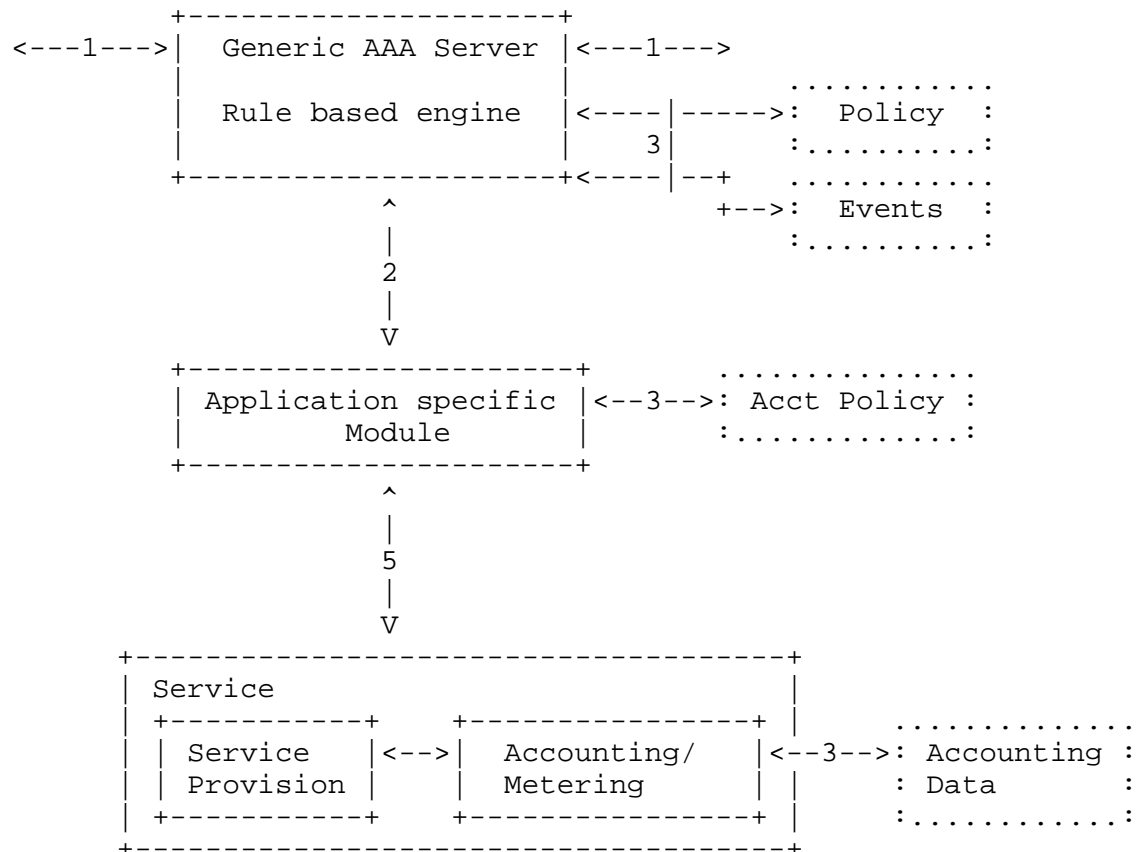 <---1---> Generic AAA Server <---1--->
Rule based engine <----|-----> Policy
3
<----|--+
+--> Events
2
V
Application specific <--3--> Acct Policy
Module
5
V
Service
Service <--> Accounting/ <--3--> Accounting
Provision Metering Data